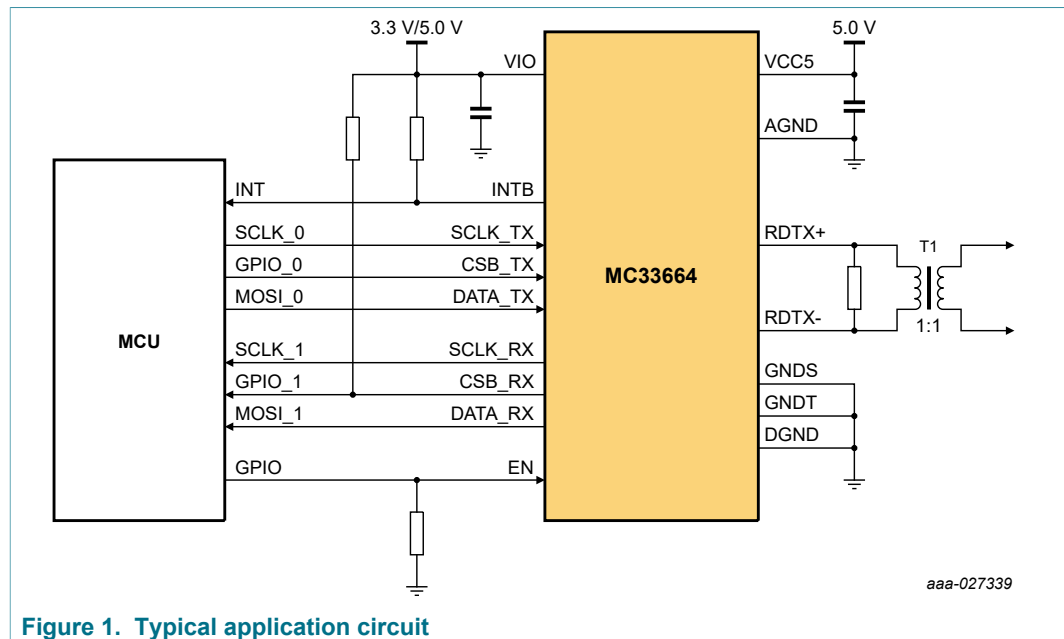 3.3 V/5.0 V
5.0 V
VIO
VCC5
AGND
INT
INTB
SCLK_0
SCLK_TX
RDTX+
T1
GPIO_0
CSB_TX
MC33664
MOSI_0
DATA_TX
RDTX-
1:1
MCU
SCLK_1
SCLK_RX
GNDS
GPIO_1
CSB_RX
GNDT
MOSI_1
DATA_RX
DGND
GPIO
EN
aaa-027339
Figure 1. Typical application circuit